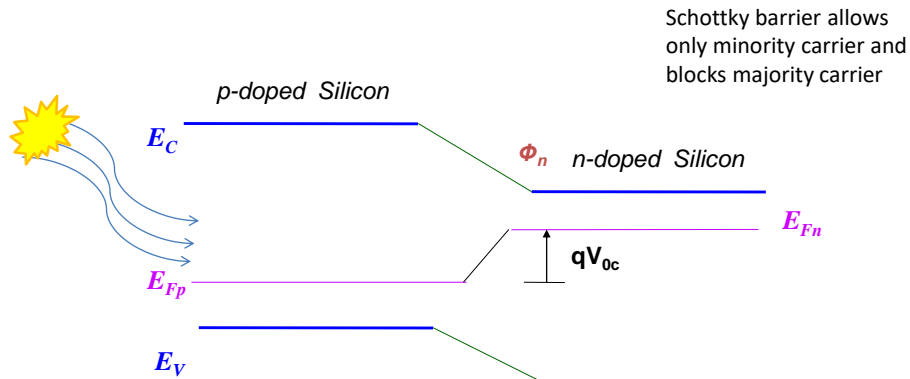 Schottky barrier allows
only minority carrier and
blocks majority carrier
p-doped Silicon
E_C
Φ_n
n-doped Silicon
E_Fn
qV_0c
E_Fp
E_V